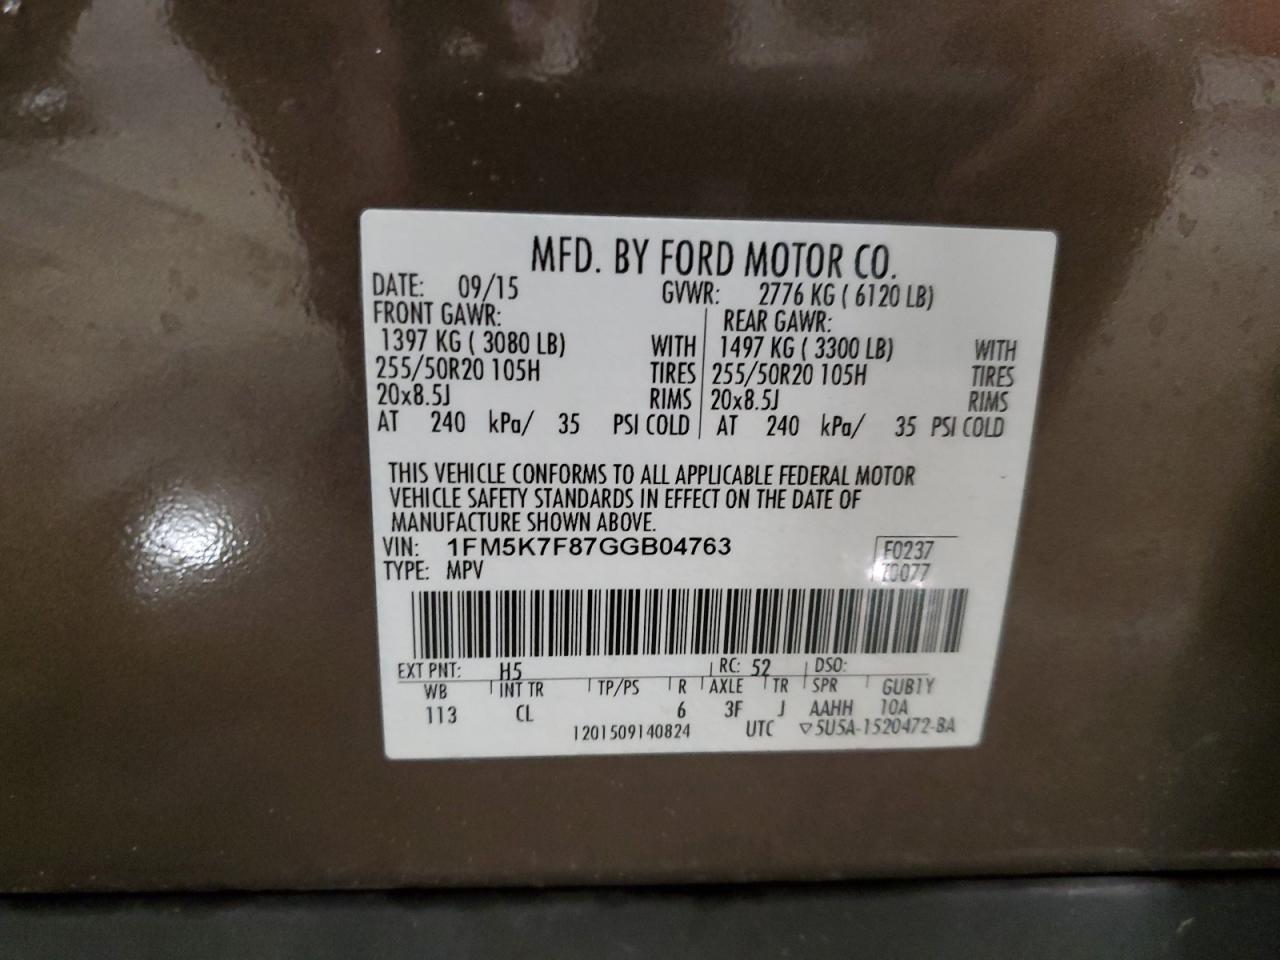 MFD. BY FORD MOTOR CO.
DATE: 09/15 GVWR: 2776 KG ( 6120 LB)
FRONT GAWR: REAR GAWR:
1397 KG ( 3080 LB) WITH 1497 KG ( 3300 LB) WITH
255/50R20 105H TIRES 255/50R20 105H TIRES
20x8.5J RIMS 20x8.5J RIMS
AT 240 kPa/ 35 PSI COLD AT 240 kPa/ 35 PSI COLD
THIS VEHICLE CONFORMS TO ALL APPLICABLE FEDERAL MOTOR
VEHICLE SAFETY STANDARDS IN EFFECT ON THE DATE OF
MANUFACTURE SHOWN ABOVE.
VIN: 1FM5K7F87GGB04763 F0237
TYPE: MPV
EXT PNT: H5 RC: 52 DSO:
WB INT TR TP/PS R AXLE TR SPR GUB1Y
113 CL 6 3F J AAHH 10A
1201509140824 UTC ▽5U5A-1520472-BA